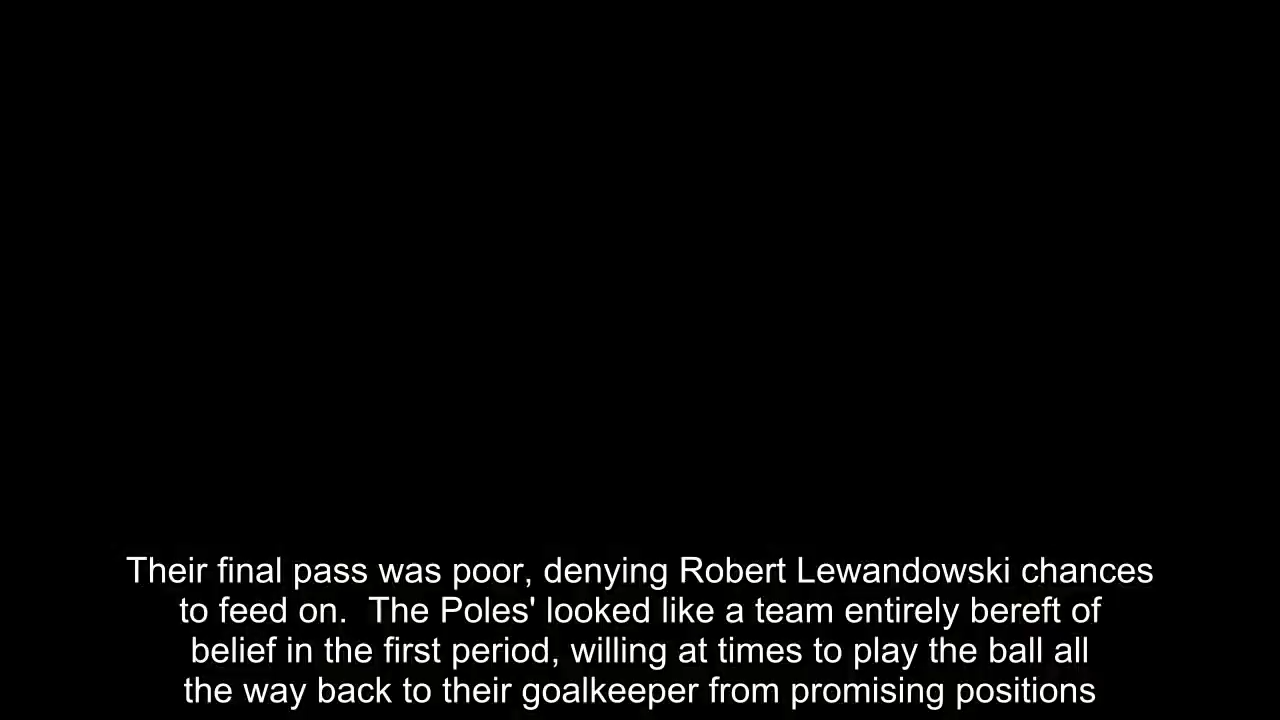 Their final pass was poor, denying Robert Lewandowski chances
to feed on.  The Poles' looked like a team entirely bereft of
belief in the first period, willing at times to play the ball all
the way back to their goalkeeper from promising positions